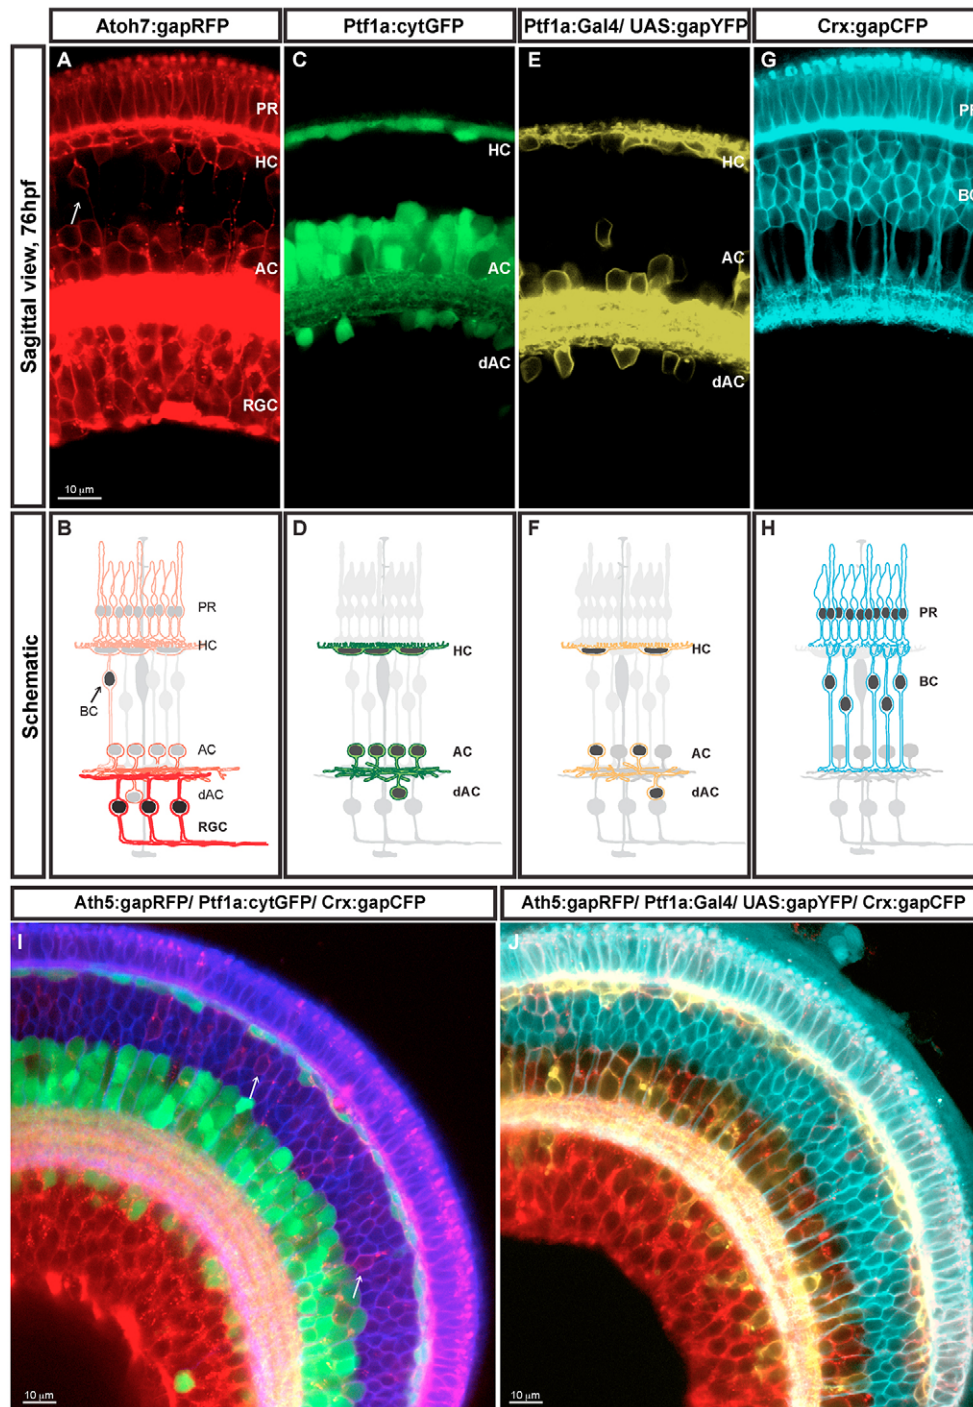 Atoh7:gapRFP
Ptf1a:cytGFP
Ptf1a:Gal4/ UAS:gapYFP
Crx:gapCFP
Sagittal view, 76hpf
A
PR
HC
AC
RGC
10 µm
C
HC
AC
dAC
E
HC
AC
dAC
G
PR
BC
Schematic
B
PR
HC
BC
AC
dAC
RGC
D
HC
AC
dAC
F
HC
AC
dAC
H
PR
BC
Ath5:gapRFP/ Ptf1a:cytGFP/ Crx:gapCFP
Ath5:gapRFP/ Ptf1a:Gal4/ UAS:gapYFP/ Crx:gapCFP
I
10 µm
J
10 µm